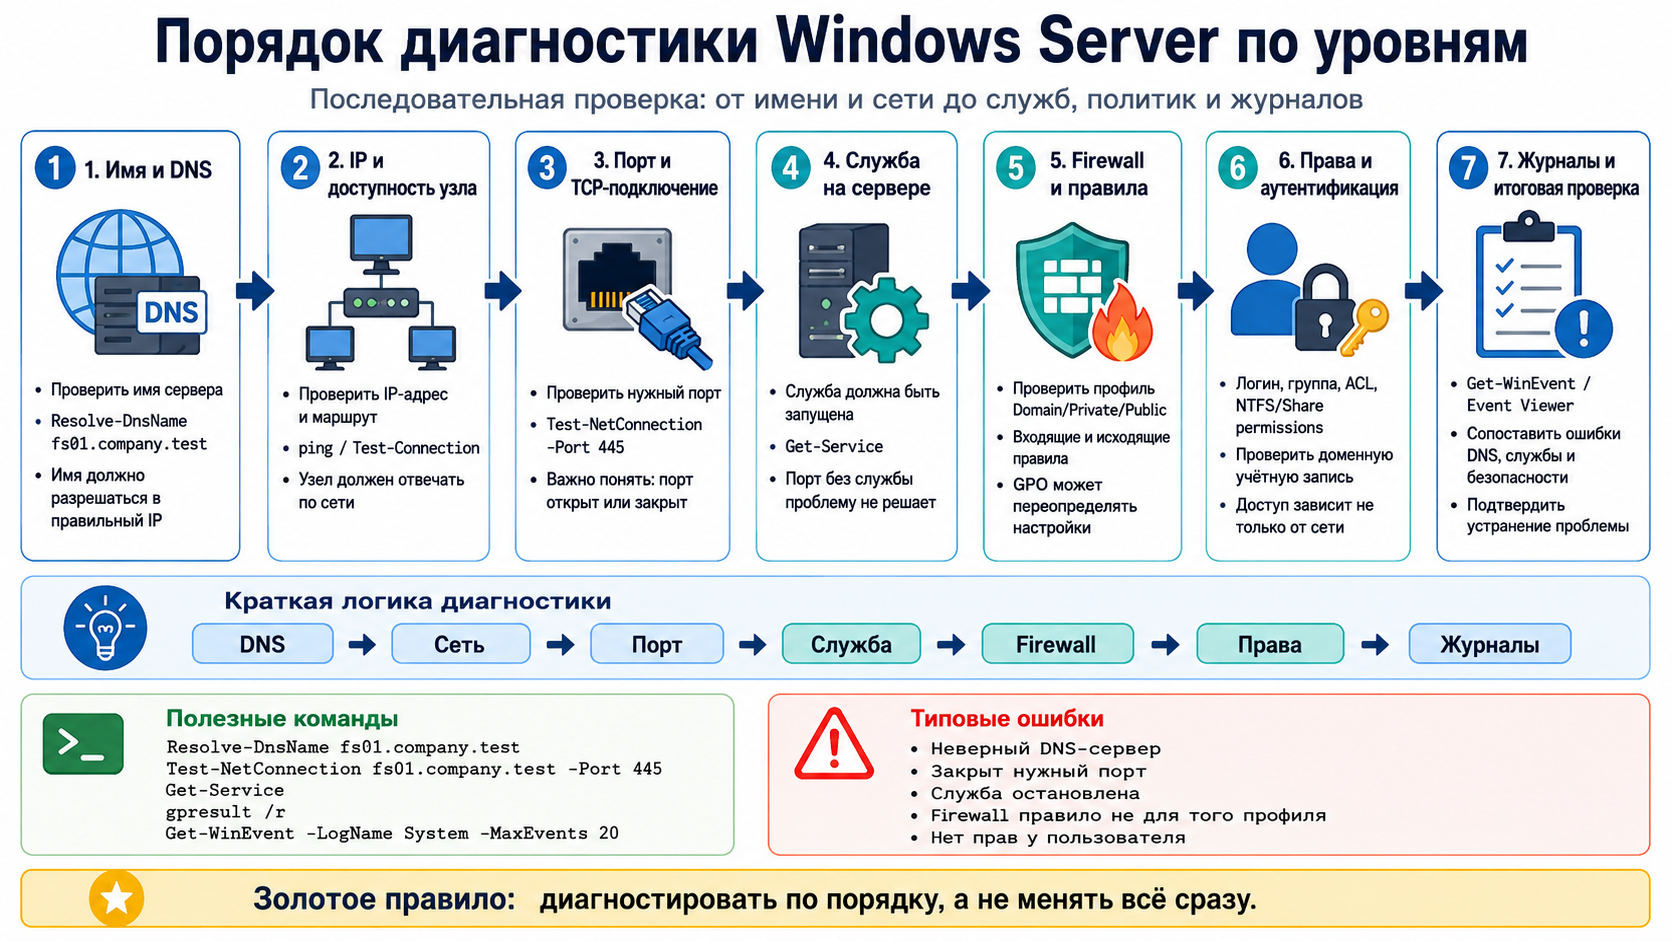 Порядок диагностики Windows Server по уровням
Последовательная проверка: от имени и сети до служб, политик и журналов
1
1. Имя и DNS
DNS
• Проверить имя сервера
• Resolve-DnsName
fs01.company.test
• Имя должно
разрешаться в
правильный IP
2
2. IP и
доступность узла
• Проверить IP-адрес
и маршрут
• ping / Test-Connection
• Узел должен отвечать
по сети
3
3. Порт и
TCP-подключение
• Проверить нужный порт
• Test-NetConnection
-Port 445
• Важно понять: порт
открыт или закрыт
4
4. Служба
на сервере
• Служба должна быть
запущена
• Get-Service
• Порт без службы
проблему не решает
5
5. Firewall
и правила
• Проверить профиль
Domain/Private/Public
• Входящие и исходящие
правила
• GPO может
переопределять
настройки
6
6. Права и
аутентификация
• Логин, группа, ACL,
NTFS/Share
permissions
• Проверить доменную
учётную запись
• Доступ зависит не
только от сети
7
7. Журналы и
итоговая проверка
• Get-WinEvent /
Event Viewer
• Сопоставить ошибки
DNS, службы и
безопасности
• Подтвердить
устранение проблемы
Краткая логика диагностики
DNS
Сеть
Порт
Служба
Firewall
Права
Журналы
Полезные команды
Resolve-DnsName fs01.company.test
Test-NetConnection fs01.company.test -Port 445
Get-Service
gpresult /r
Get-WinEvent -LogName System -MaxEvents 20
Типовые ошибки
• Неверный DNS-сервер
• Закрыт нужный порт
• Служба остановлена
• Firewall правило не для того профиля
• Нет прав у пользователя
Золотое правило: диагностировать по порядку, а не менять всё сразу.